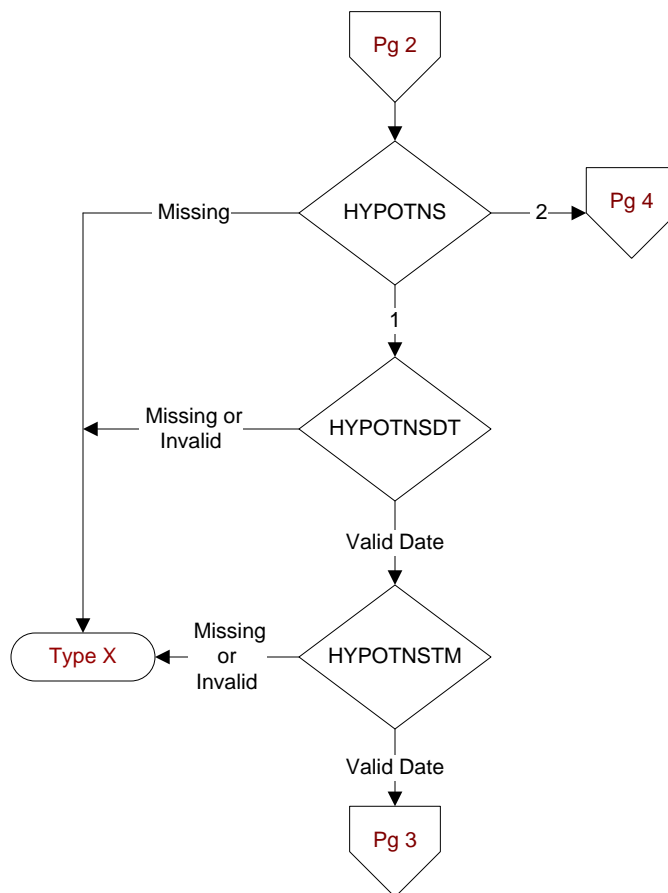 Pg 2
Missing
HYPOTNS
2
Pg 4
1
Missing or
Invalid
HYPOTNSDT
Valid Date
Type X
Missing
or
Invalid
HYPOTNSTM
Valid Date
Pg 3